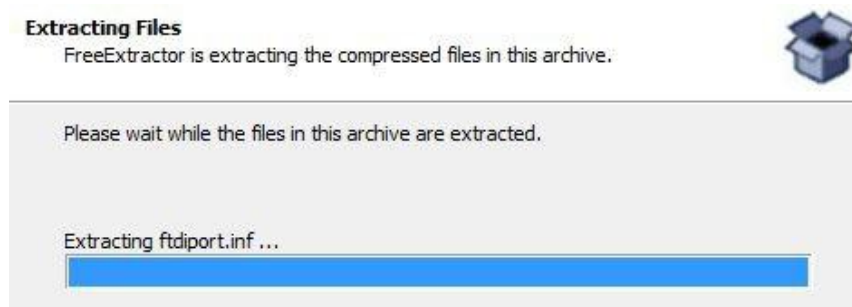 Extracting Files
FreeExtractor is extracting the compressed files in this archive.
Please wait while the files in this archive are extracted.
Extracting ftdiport.inf ...